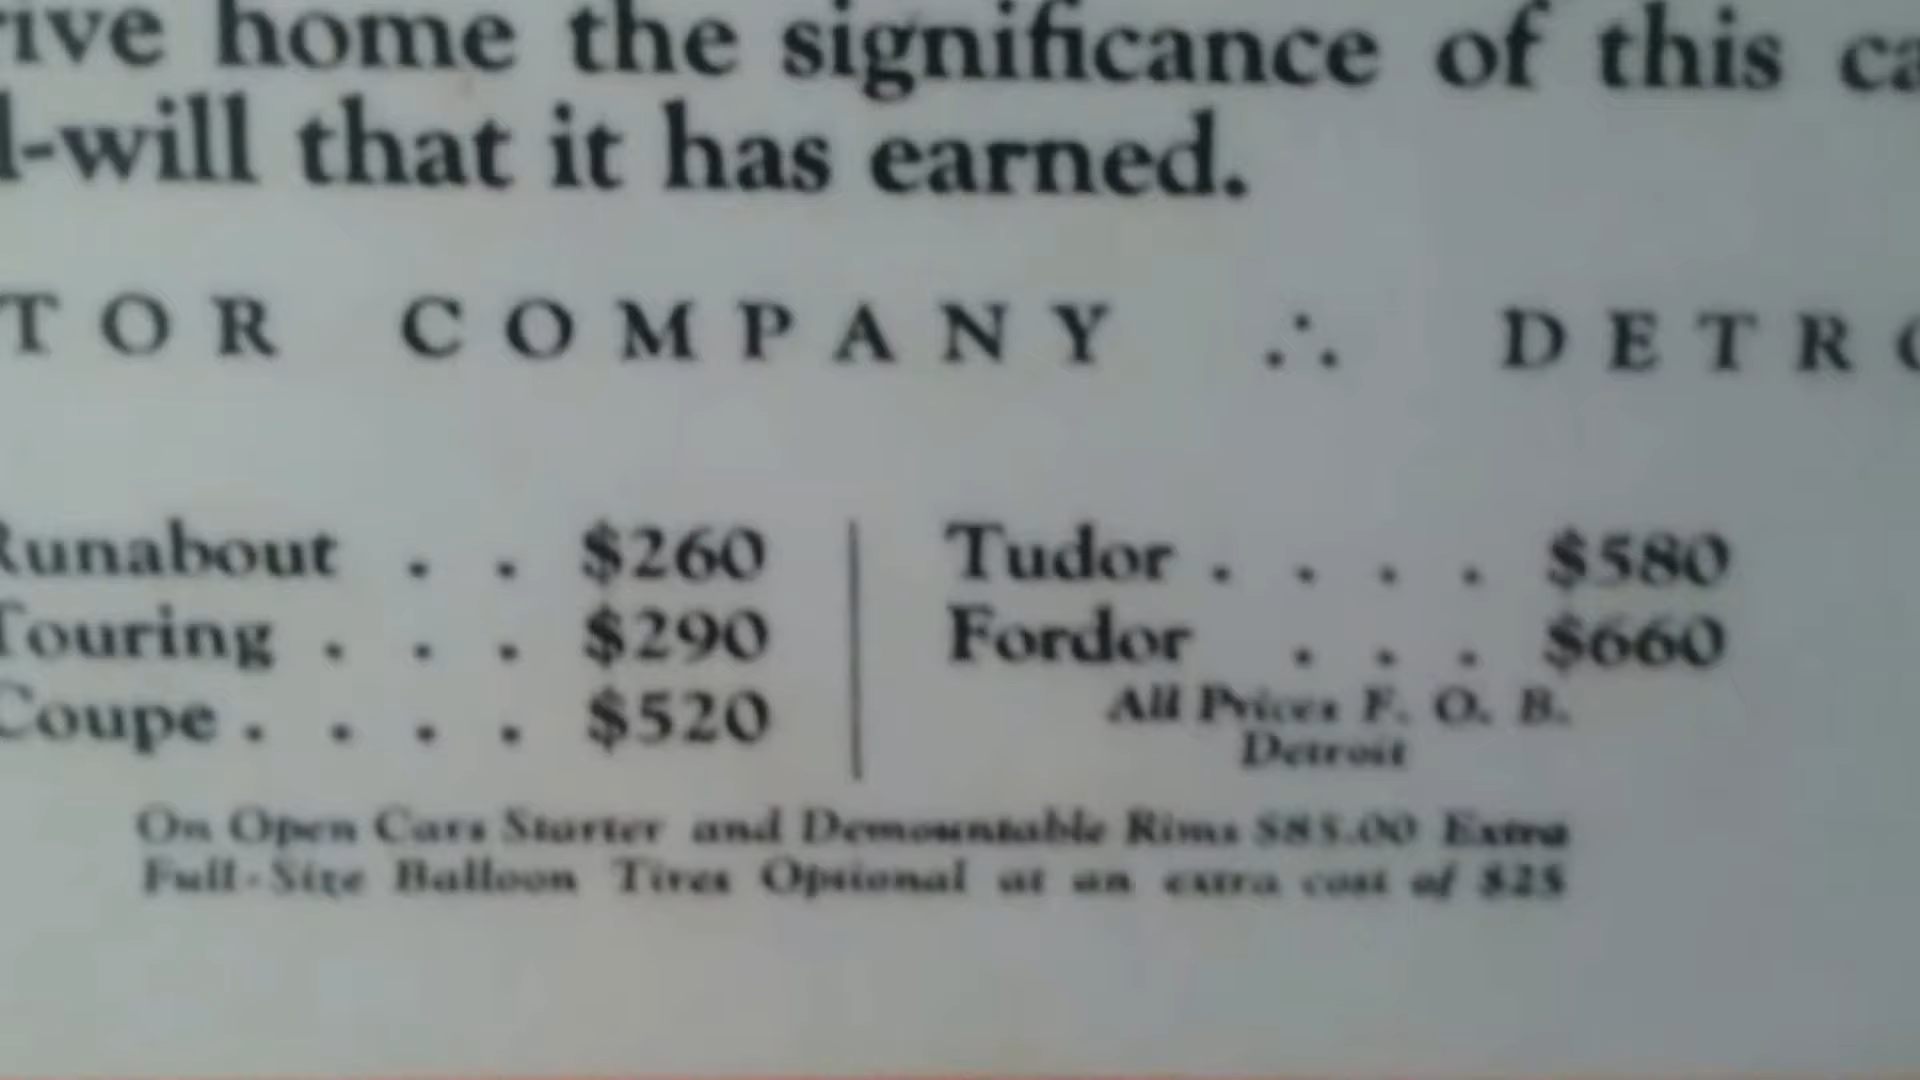 ive home the significance of this ca
l-will that it has earned.
TOR COMPANY ∴ DETRO
Runabout . . $260
Touring . . . $290
Coupe . . . . $520
Tudor . . . . $580
Fordor . . . $660
All Prices F. O. B.
Detroit
On Open Cars Starter and Demountable Rims $85.00 Extra
Full-Size Balloon Tires Optional at an extra cost of $25